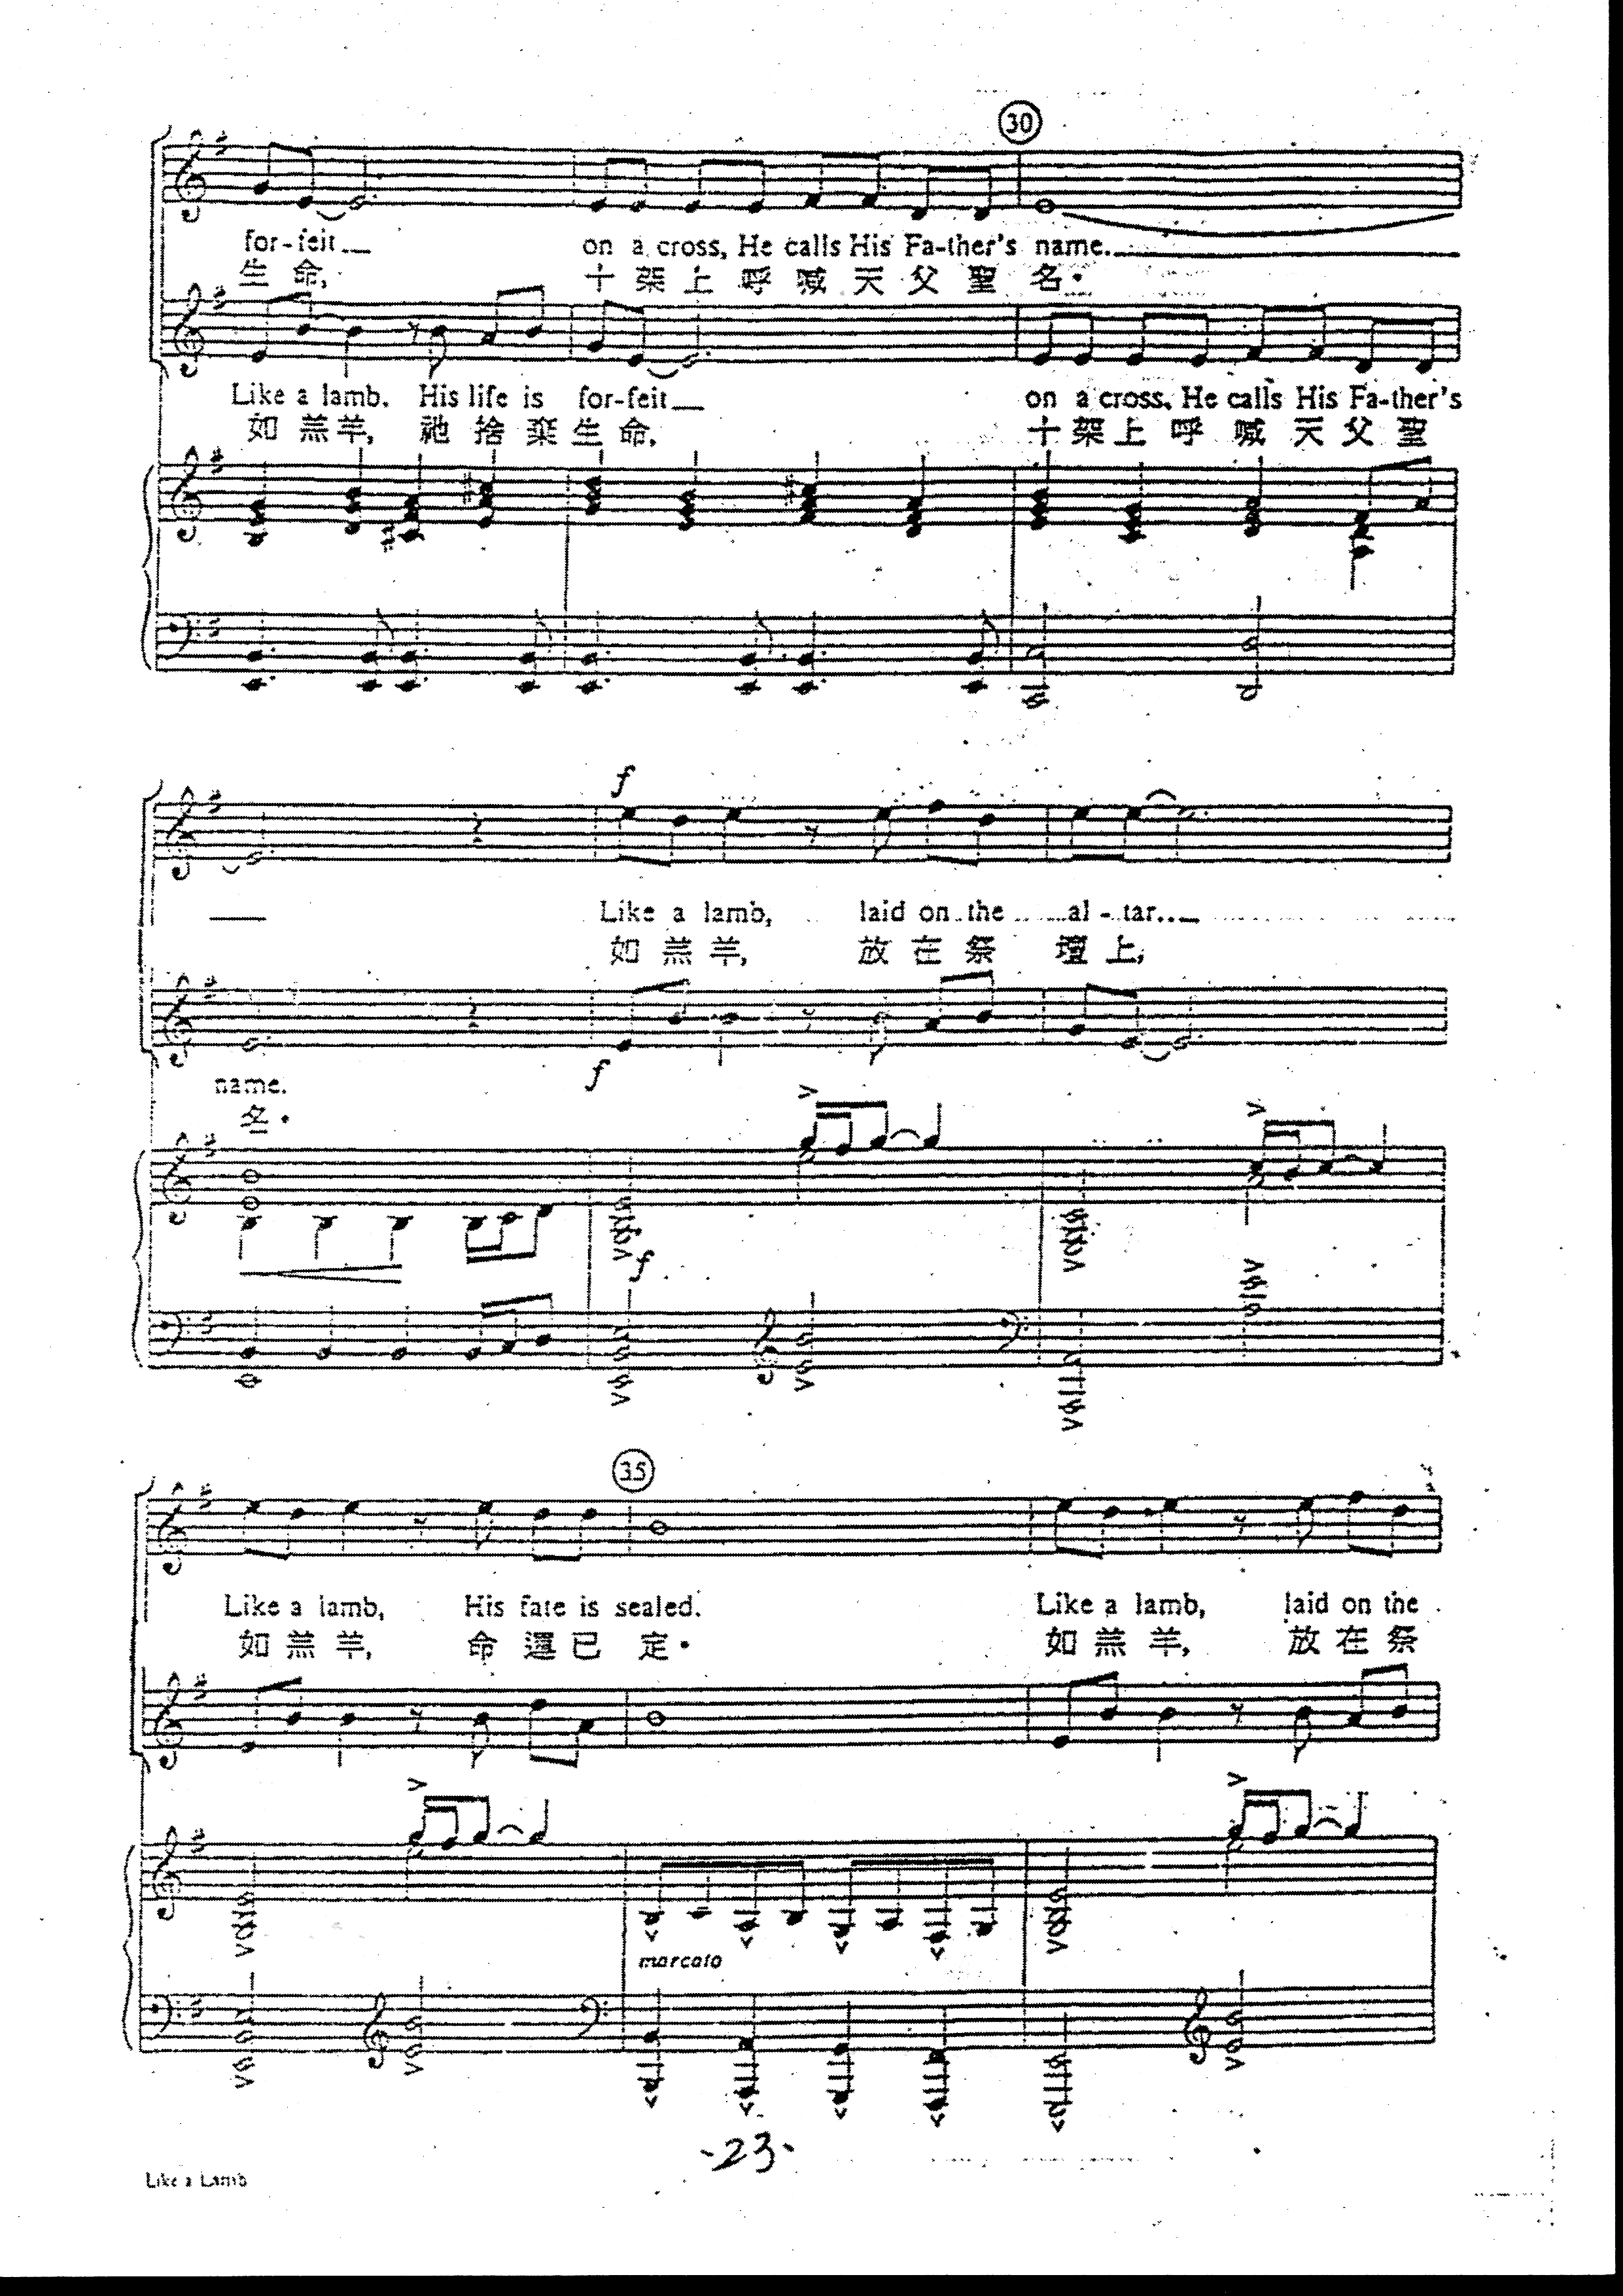 30
for-feit
on a cross, He calls His Fa-ther's name.
生 命, 十 架 上 呼 喊 天 父 聖 名·
Like a lamb. His life is for-feit on a cross, He calls His Fa-ther's
如 羔 羊, 祂 捨 棄 生 命, 十 架 上 呼 喊 天 父 聖
f
Like a lamb, laid on the al-tar.
如 羔 羊, 放 在 祭 壇 上,
f
name.
名·
f
35
Like a lamb, His fate is sealed. Like a lamb, laid on the
如 羔 羊, 命 運 已 定· 如 羔 羊, 放 在 祭
marcato
-23-
Like a Lamb